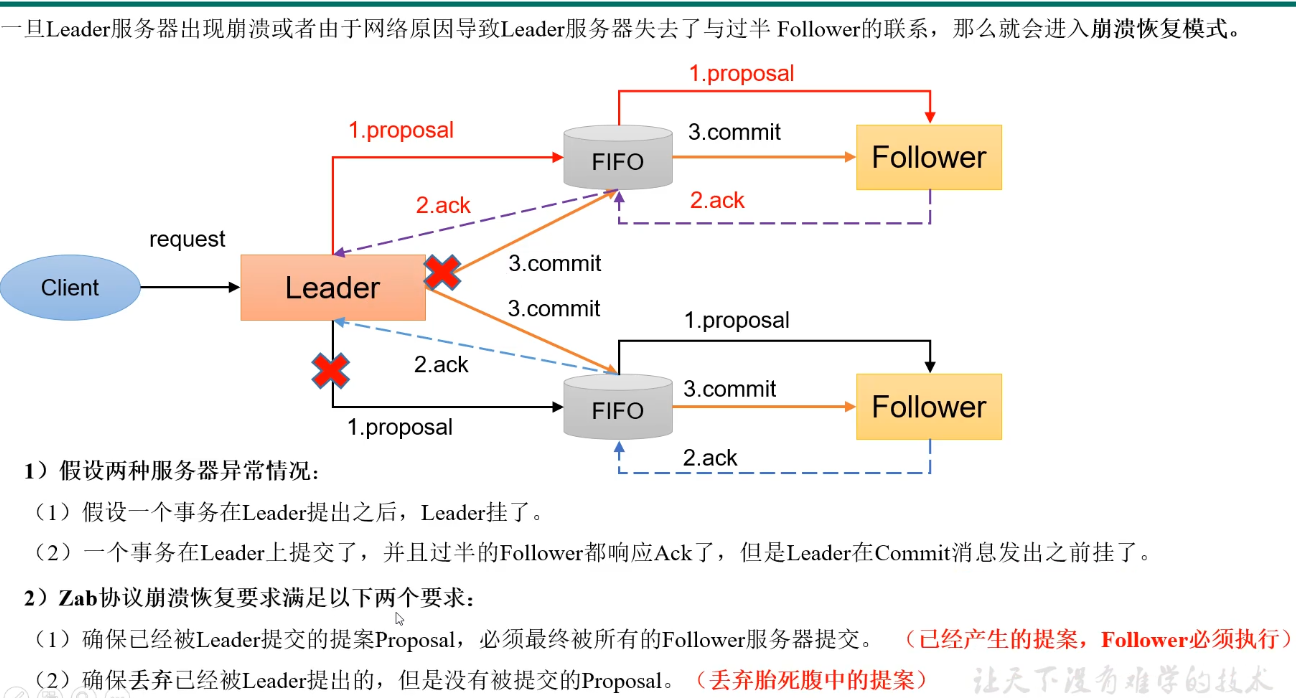 一旦Leader服务器出现崩溃或者由于网络原因导致Leader服务器失去了与过半 Follower的联系，那么就会进入崩溃恢复模式。
1.proposal
1.proposal
FIFO
3.commit
Follower
2.ack
2.ack
request
3.commit
Client
Leader
3.commit
1.proposal
2.ack
3.commit
FIFO
Follower
1.proposal
2.ack
1）假设两种服务器异常情况：
（1）假设一个事务在Leader提出之后，Leader挂了。
（2）一个事务在Leader上提交了，并且过半的Follower都响应Ack了，但是Leader在Commit消息发出之前挂了。
2）Zab协议崩溃恢复要求满足以下两个要求：
（1）确保已经被Leader提交的提案Proposal，必须最终被所有的Follower服务器提交。 （已经产生的提案，Follower必须执行）
（2）确保丢弃已经被Leader提出的，但是没有被提交的Proposal。（丢弃胎死腹中的提案）
让天下没有难学的技术